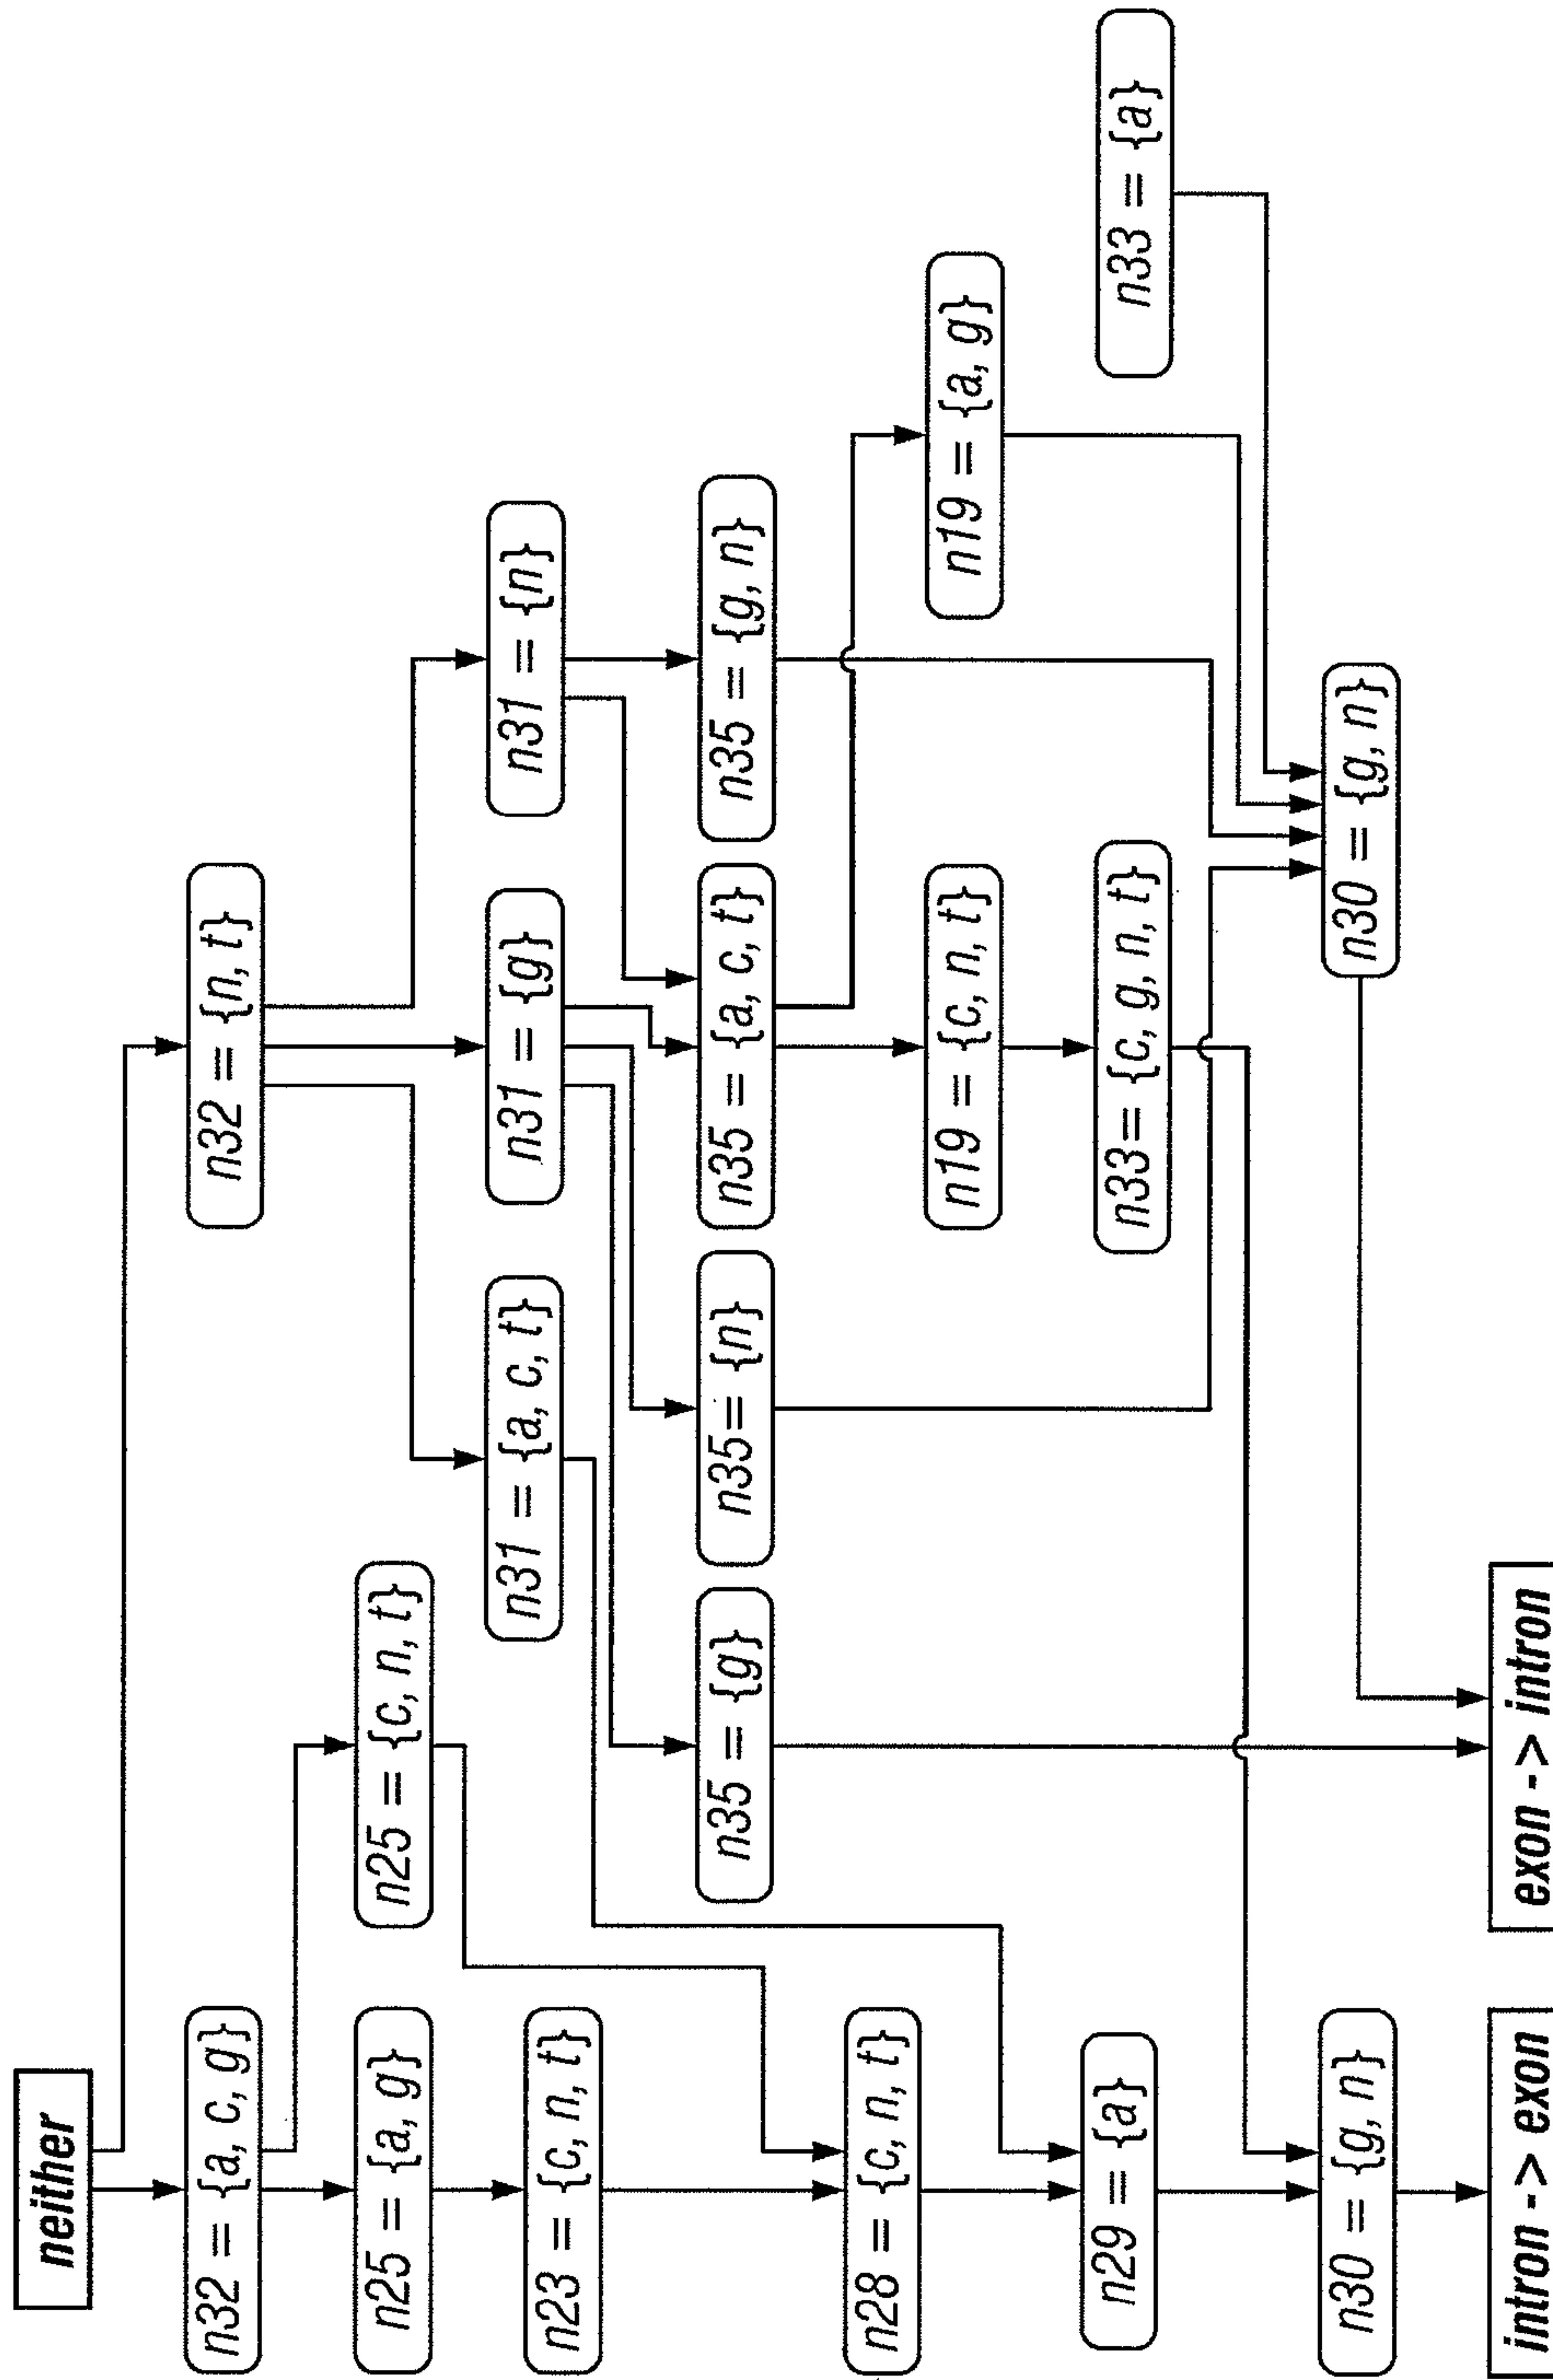 neither
n32 = {a, c, g}
n32 = {n, t}
n25 = {a, g}
n25 = {c, n, t}
n23 = {c, n, t}
n31 = {a, c, t}
n31 = {g}
n31 = {n}
n35 = {g}
n35= {n}
n35 = {a, c, t}
n35 = {g, n}
n28 = {c, n, t}
n19 = {c, n, t}
n19 = {a, g}
n29 = {a}
n33= {c, g, n, t}
n33 = {a}
n30 = {g, n}
n30 = {g, n}
intron - > exon
exon - > intron